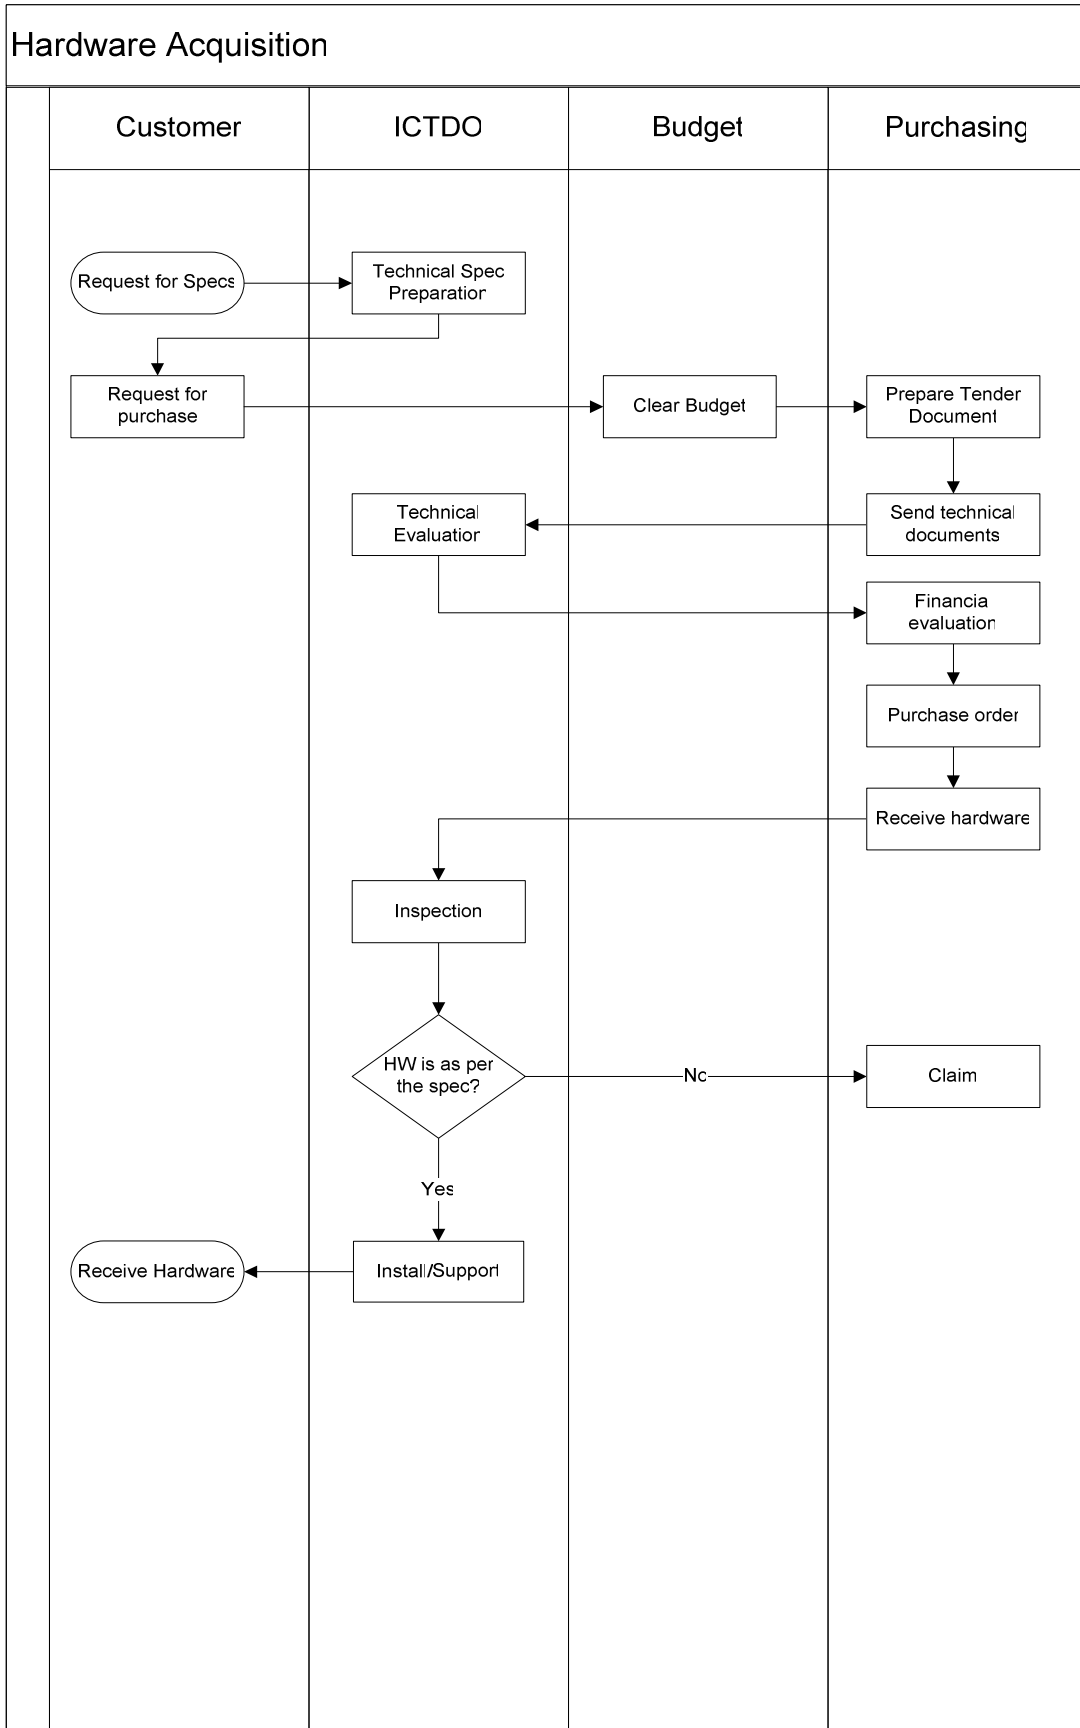 Hardware Acquisition
Customer
ICTDO
Budget
Purchasing
Request for Specs
Technical Spec
Preparation
Request for
purchase
Clear Budget
Prepare Tender
Document
Technical
Evaluation
Send technical
documents
Financia
evaluation
Purchase order
Receive hardware
Inspection
HW is as per
the spec?
No
Claim
Yes
Receive Hardware
Install/Support